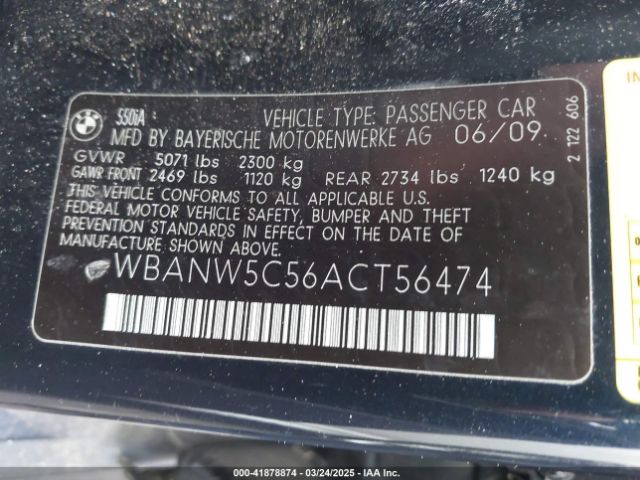 550iA
VEHICLE TYPE: PASSENGER CAR
MFD BY BAYERISCHE MOTORENWERKE AG 06/09
GVWR 5071 lbs 2300 kg
GAWR FRONT 2469 lbs 1120 kg REAR 2734 lbs 1240 kg
THIS VEHICLE CONFORMS TO ALL APPLICABLE U.S.
FEDERAL MOTOR VEHICLE SAFETY, BUMPER AND THEFT
PREVENTION STANDARDS IN EFFECT ON THE DATE OF
MANUFACTURE SHOWN ABOVE.
WBANW5C56ACT56474
2 122 606
000-41878874 / 03/24/2025 / IAA Inc.